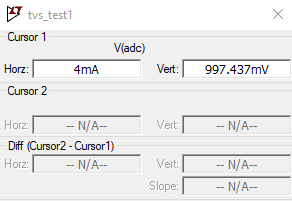 tvs_test1
Cursor 1
V(adc)
Horz: 4mA Vert: 997.437mV
Cursor 2
Horz: -- N/A-- Vert: -- N/A--
Diff (Cursor2 - Cursor1)
Horz: -- N/A-- Vert: -- N/A--
Slope: -- N/A--